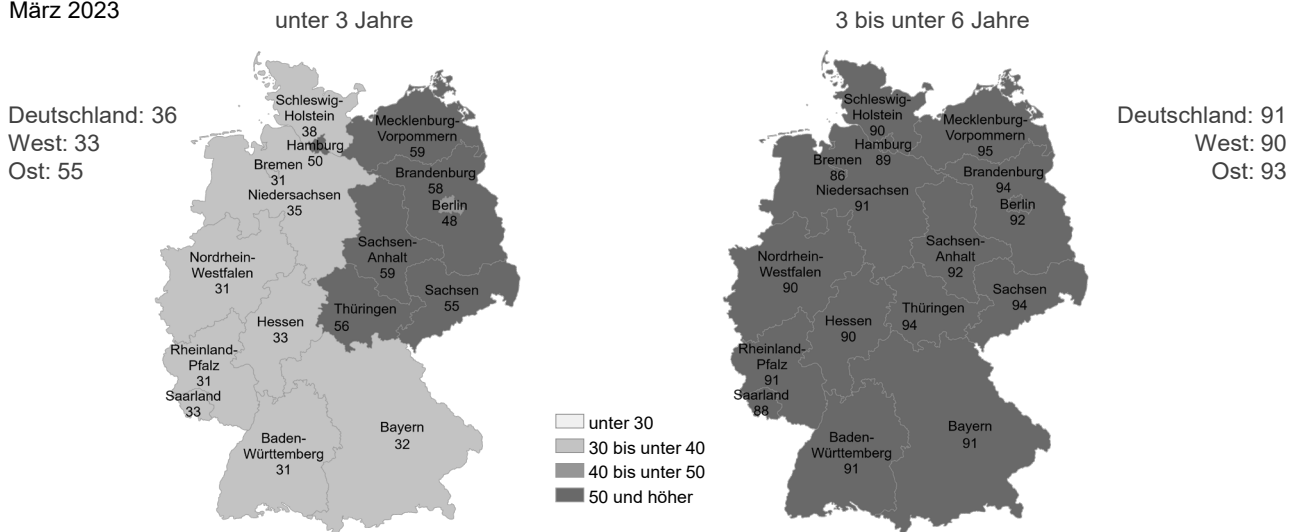 März 2023
unter 3 Jahre
Deutschland: 36
West: 33
Ost: 55
Schleswig-
Holstein
38
Mecklenburg-
Vorpommern
59
Hamburg
50
Bremen
31
Niedersachsen
35
Brandenburg
58
Berlin
48
Sachsen-
Anhalt
59
Nordrhein-
Westfalen
31
Sachsen
55
Thüringen
56
Hessen
33
Rheinland-
Pfalz
31
Saarland
33
Bayern
32
Baden-
Württemberg
31
unter 30
30 bis unter 40
40 bis unter 50
50 und höher
3 bis unter 6 Jahre
Deutschland: 91
West: 90
Ost: 93
Schleswig-
Holstein
90
Mecklenburg-
Vorpommern
95
Hamburg
89
Bremen
86
Niedersachsen
91
Brandenburg
94
Berlin
92
Sachsen-
Anhalt
92
Nordrhein-
Westfalen
90
Sachsen
94
Thüringen
94
Hessen
90
Rheinland-
Pfalz
91
Saarland
88
Bayern
91
Baden-
Württemberg
91